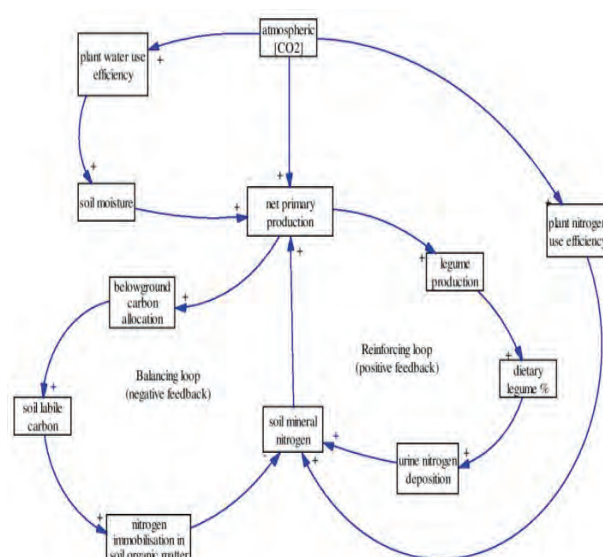 atmospheric
[CO2]
plant water use
efficiency
+
+
soil moisture
+
+
net primary
production
+
+
plant nitrogen
use efficiency
+
legume
production
+
belowground
carbon
allocation
+
Balancing loop
(negative feedback)
Reinforcing loop
(positive feedback)
+
dietary
legume %
+
soil labile
carbon
soil mineral
nitrogen
-
+
+
urine nitrogen
deposition
+
+
nitrogen
immobilisation in
soil organic matter